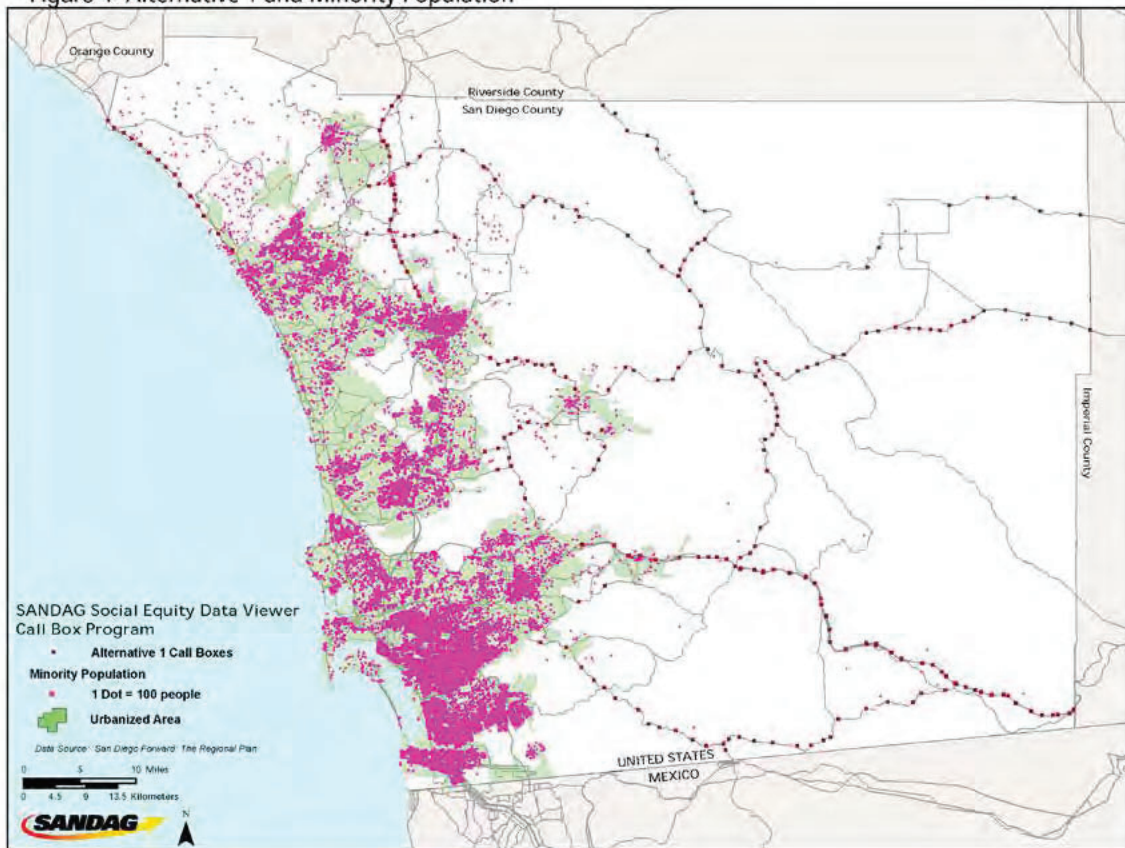 Figure 4- Alternative 1 and Minority Population
Orange County
Riverside County
San Diego County
Imperial County
SANDAG Social Equity Data Viewer
Call Box Program
Alternative 1 Call Boxes
Minority Population
1 Dot = 100 people
Urbanized Area
Data Source: San Diego Forward: The Regional Plan
0 5 10 Miles
0 4.5 9 13.5 Kilometers
SANDAG
N
UNITED STATES
MEXICO